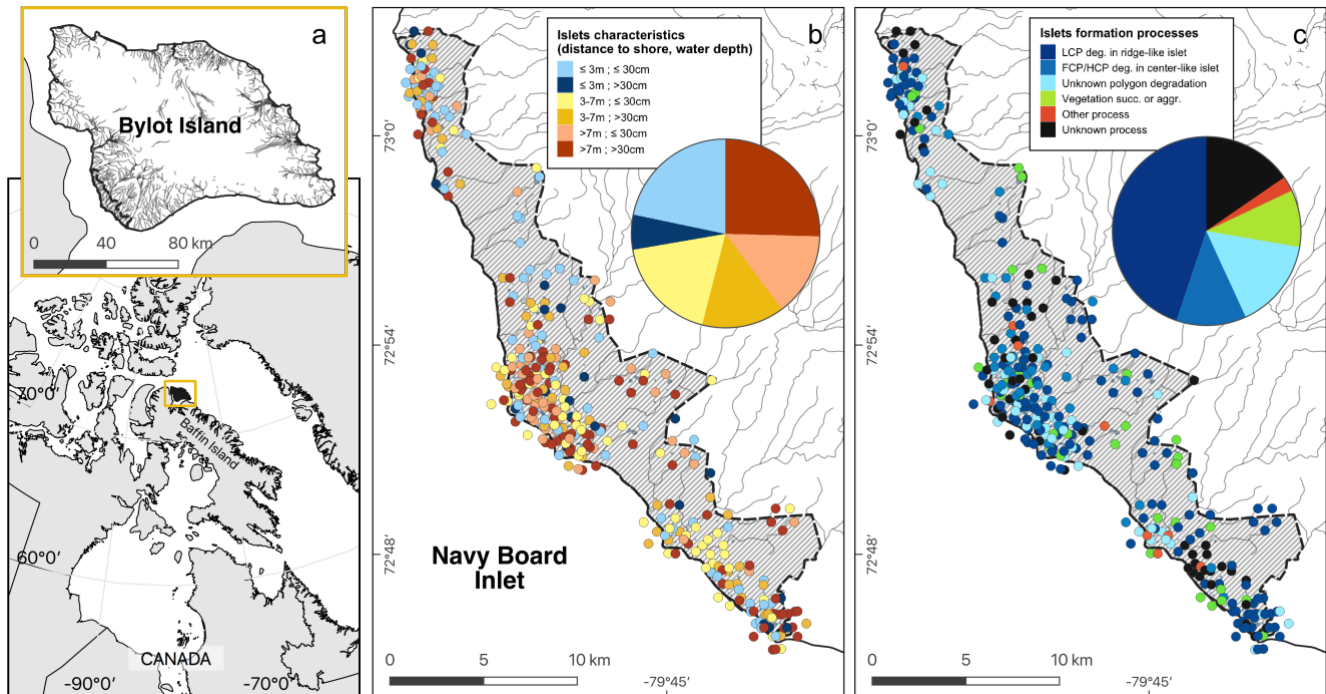 a
Bylot Island
0 40 80 km
70°0′
Baffin Island
60°0′
CANADA
-90°0′ -70°0′
b
Islets characteristics
(distance to shore, water depth)
≤ 3m ; ≤ 30cm
≤ 3m ; >30cm
3-7m ; ≤ 30cm
3-7m ; >30cm
>7m ; ≤ 30cm
>7m ; >30cm
73°0′
72°54′
72°48′
Navy Board
Inlet
0 5 10 km
-79°45′
c
Islets formation processes
LCP deg. in ridge-like islet
FCP/HCP deg. in center-like islet
Unknown polygon degradation
Vegetation succ. or aggr.
Other process
Unknown process
73°0′
72°54′
72°48′
0 5 10 km
-79°45′